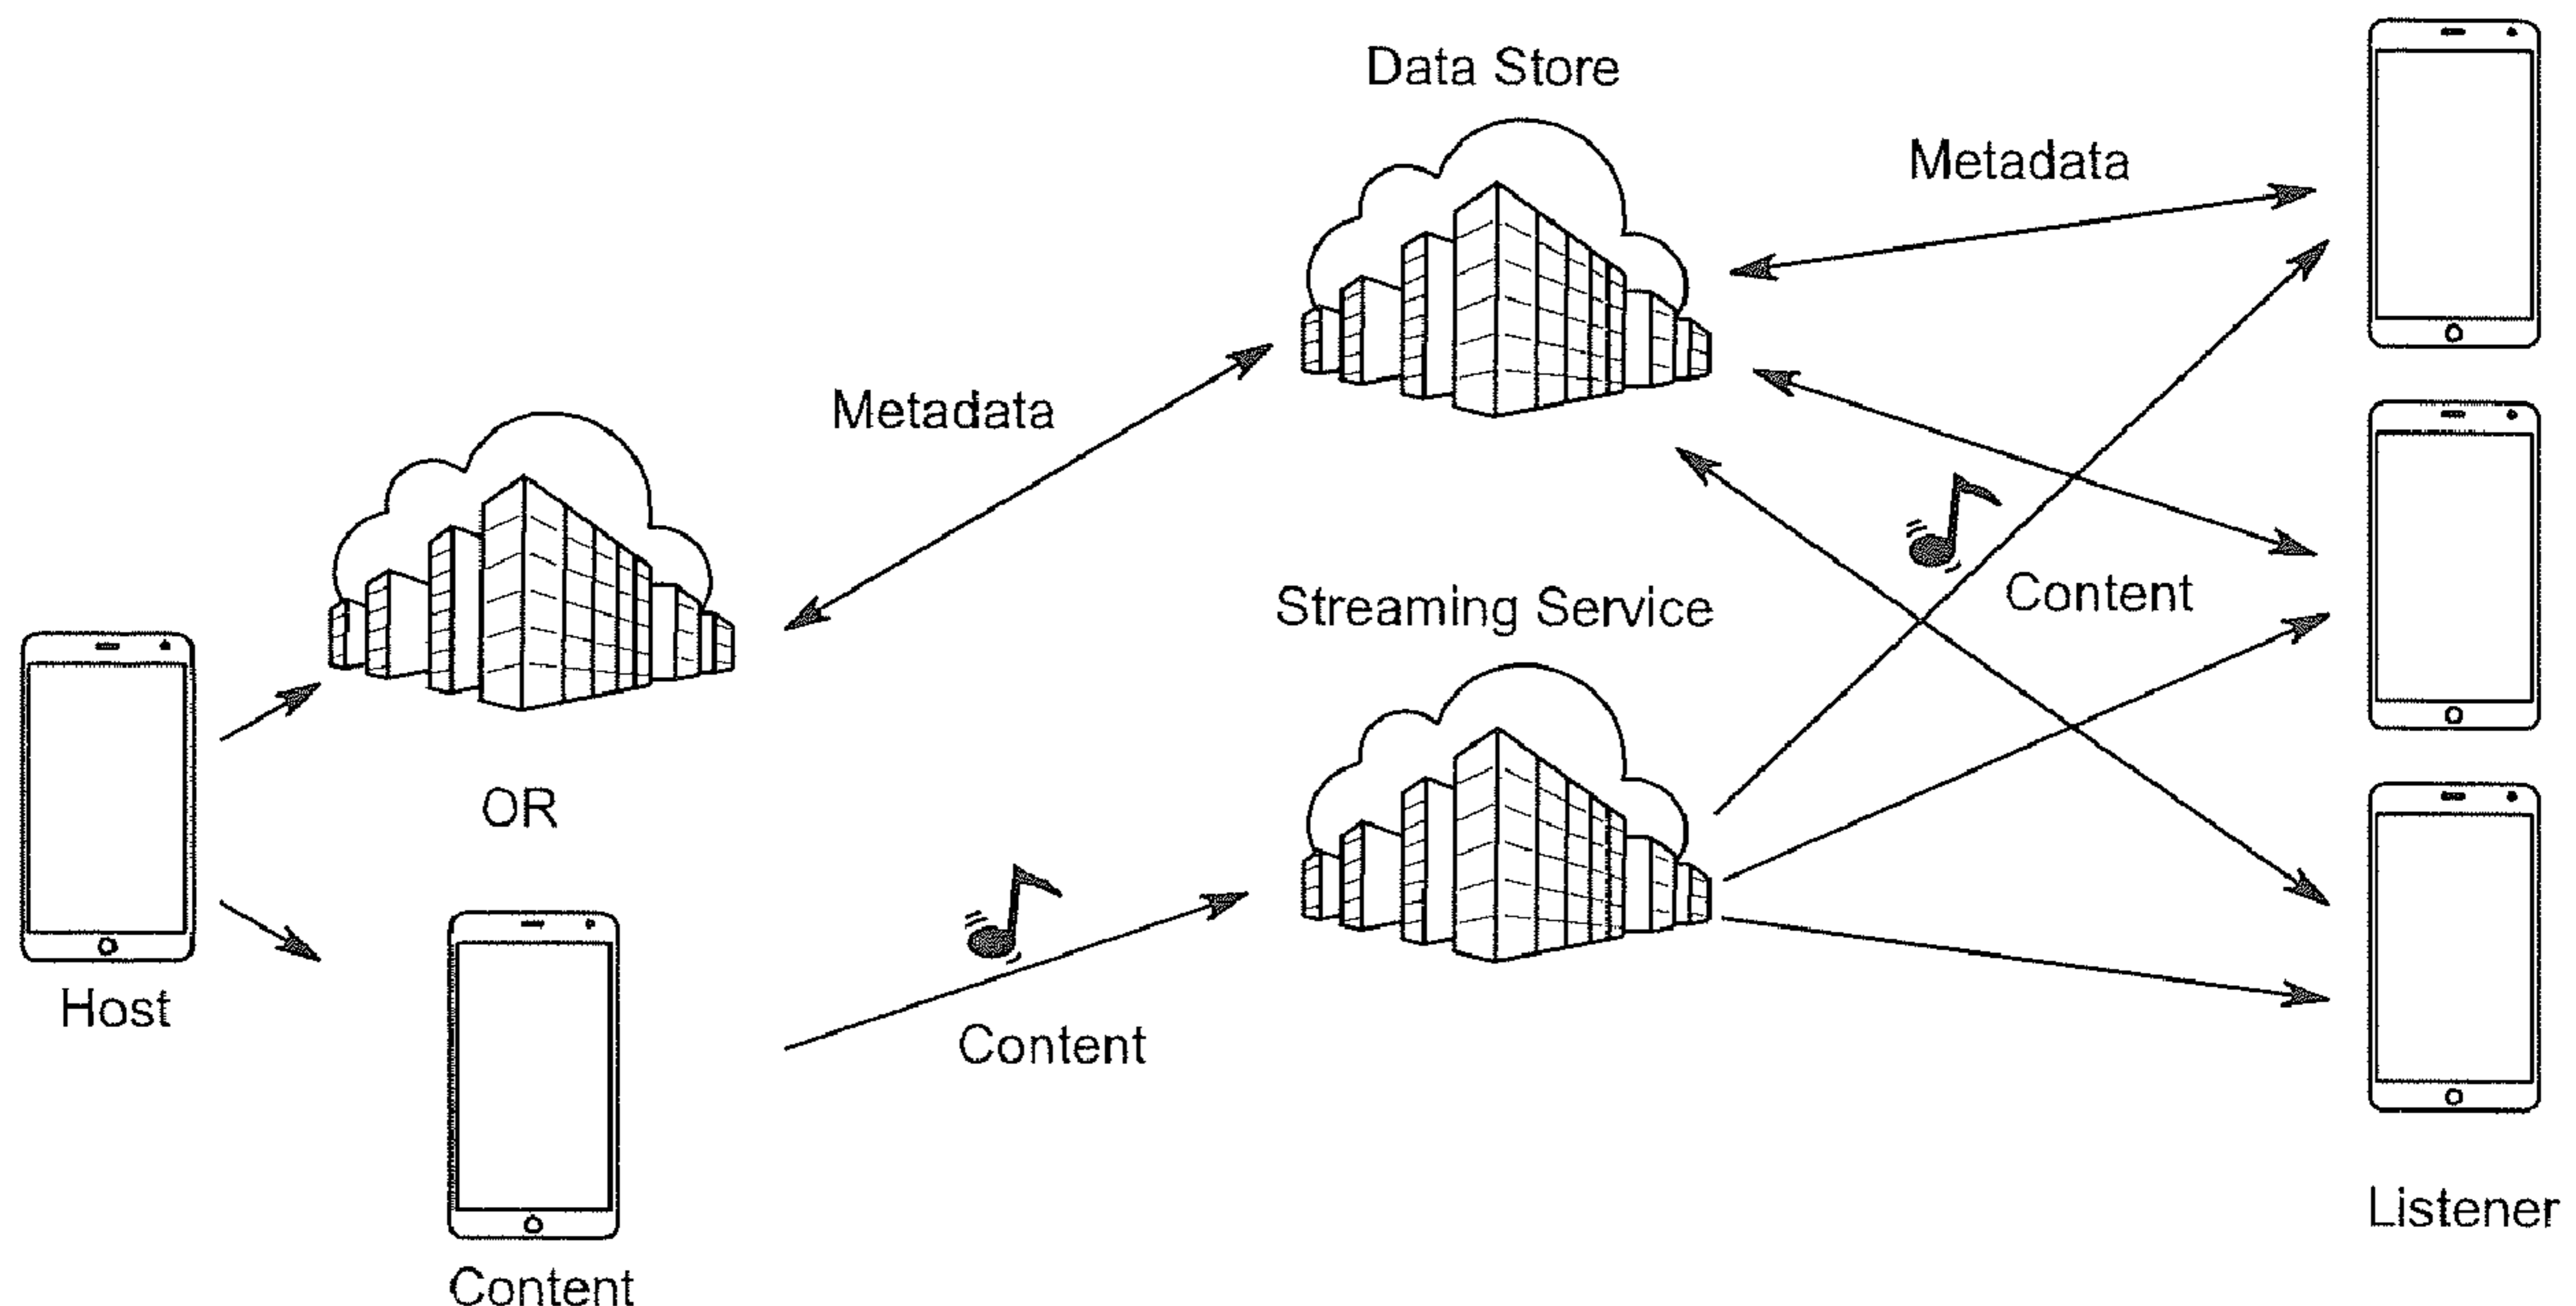 Data Store
Metadata
Metadata
Content
Streaming Service
OR
Host
Content
Listener
Content